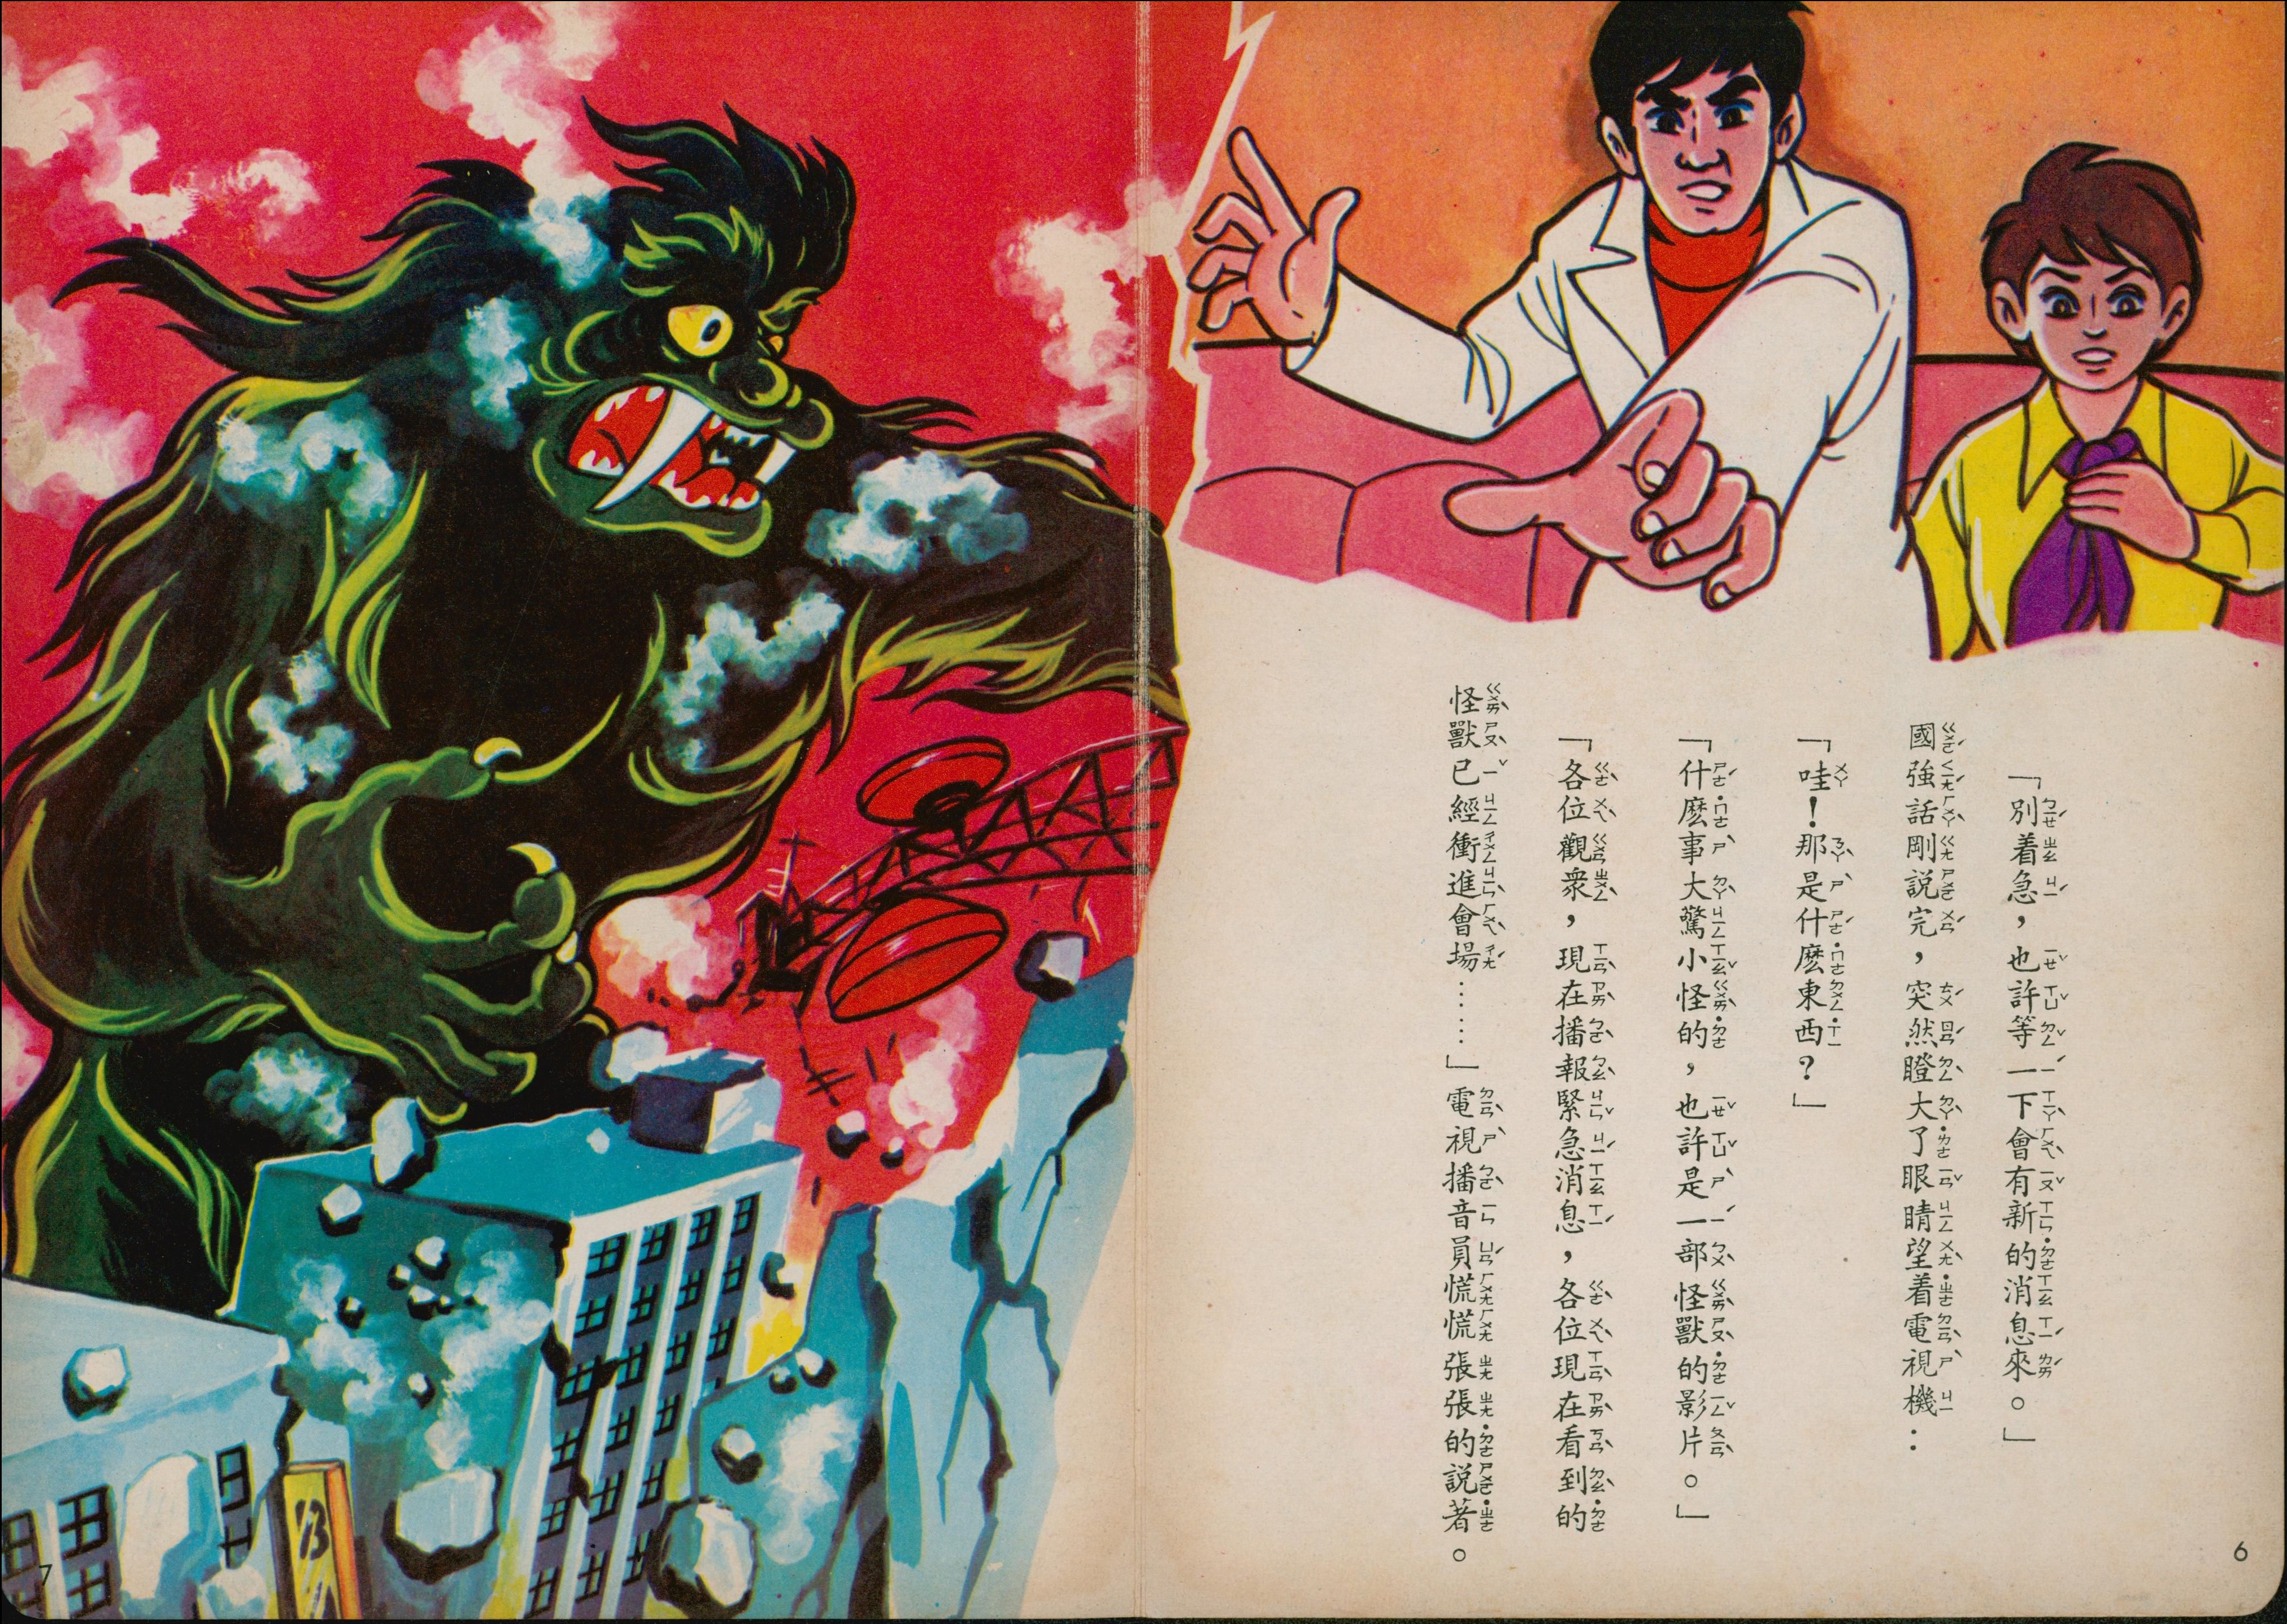 「別着急，也許等一下會有新的消息來。」
國強話剛說完，突然瞪大了眼睛望着電視機：
「哇！那是什麼東西？」
「什麼事大驚小怪的，也許是一部怪獸的影片。」
「各位觀眾，現在播報緊急消息，各位現在看到的
怪獸已經衝進會場……」電視播音員慌慌張張的說著。
6
7